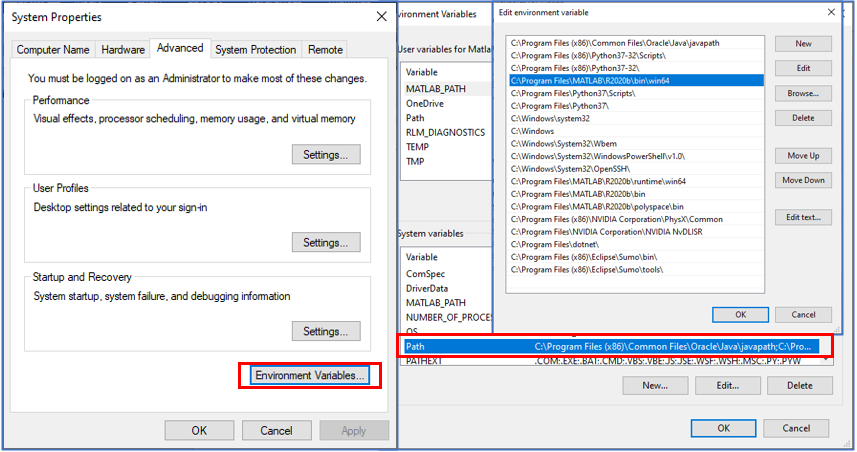 System Properties
Computer Name
Hardware
Advanced
System Protection
Remote
You must be logged on as an Administrator to make most of these changes.
Performance
Visual effects, processor scheduling, memory usage, and virtual memory
Settings...
User Profiles
Desktop settings related to your sign-in
Settings...
Startup and Recovery
System startup, system failure, and debugging information
Settings...
Environment Variables...
OK
Cancel
Apply
nvironment Variables
User variables for Matla
Variable
MATLAB_PATH
OneDrive
Path
RLM_DIAGNOSTICS
TEMP
TMP
System variables
Variable
ComSpec
DriverData
MATLAB_PATH
NUMBER_OF_PROCE
OS
Path C:\Program Files (x86)\Common Files\Oracle\Java\javapath;C:\Pro...
PATHEXT .COM;.EXE;.BAT;.CMD;.VBS;.VBE;.JS;.JSE;.WSF;.WSH;.MSC;.PY;.PYW
New...
Edit...
Delete
OK
Cancel
Edit environment variable
C:\Program Files (x86)\Common Files\Oracle\Java\javapath
C:\Program Files (x86)\Python37-32\Scripts\
C:\Program Files (x86)\Python37-32\
C:\Program Files\MATLAB\R2020b\bin\win64
C:\Program Files\Python37\Scripts\
C:\Program Files\Python37\
C:\Windows\system32
C:\Windows
C:\Windows\System32\Wbem
C:\Windows\System32\WindowsPowerShell\v1.0\
C:\Windows\System32\OpenSSH\
C:\Program Files\MATLAB\R2020b\runtime\win64
C:\Program Files\MATLAB\R2020b\bin
C:\Program Files\MATLAB\R2020b\polyspace\bin
C:\Program Files (x86)\NVIDIA Corporation\PhysX\Common
C:\Program Files\NVIDIA Corporation\NVIDIA NvDLISR
C:\Program Files\dotnet\
C:\Program Files (x86)\Eclipse\Sumo\bin\
C:\Program Files (x86)\Eclipse\Sumo\tools\
New
Edit
Browse...
Delete
Move Up
Move Down
Edit text...
OK
Cancel